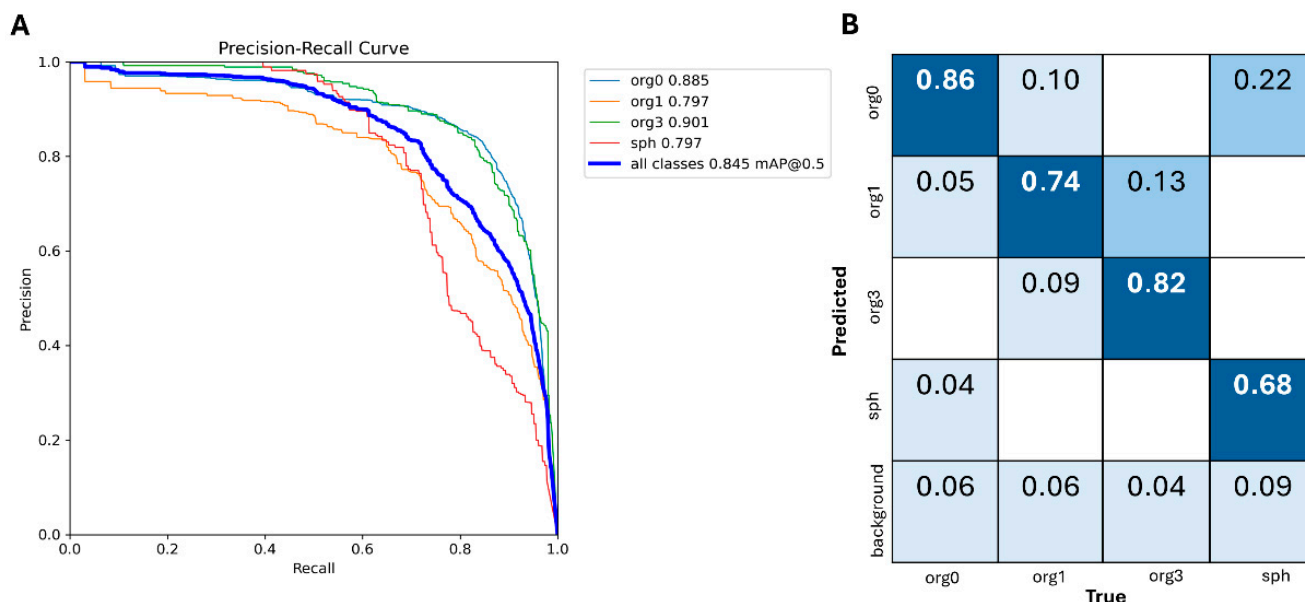 A
Precision-Recall Curve
1.0
0.8
0.6
0.4
0.2
0.0
Precision
0.0 0.2 0.4 0.6 0.8 1.0
Recall
org0 0.885
org1 0.797
org3 0.901
sph 0.797
all classes 0.845 mAP@0.5
B
Predicted
org0 0.86 0.10 0.22
org1 0.05 0.74 0.13
org3 0.09 0.82
sph 0.04 0.68
background 0.06 0.06 0.04 0.09
org0 org1 org3 sph
True